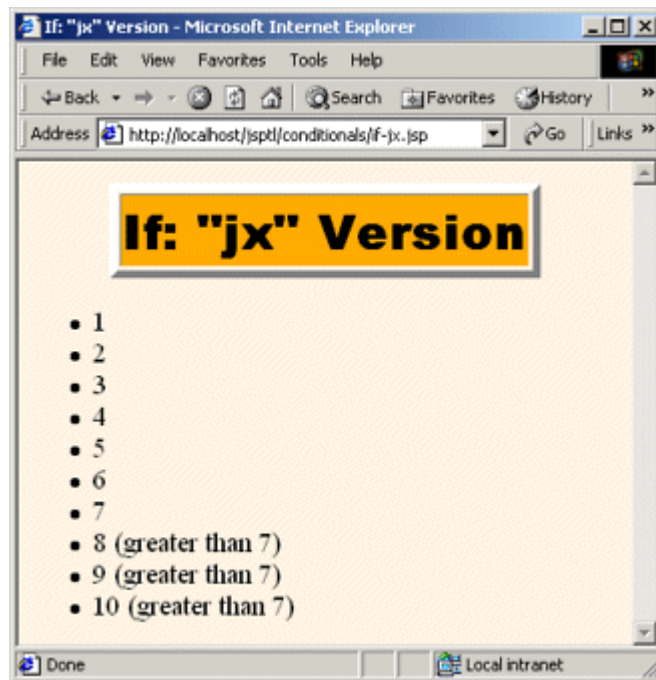 If: "jx" Version - Microsoft Internet Explorer
File Edit View Favorites Tools Help
Back Search Favorites History »
Address http://localhost/jsptl/conditionals/if-jx.jsp Go Links »
If: "jx" Version
• 1
• 2
• 3
• 4
• 5
• 6
• 7
• 8 (greater than 7)
• 9 (greater than 7)
• 10 (greater than 7)
Done Local intranet